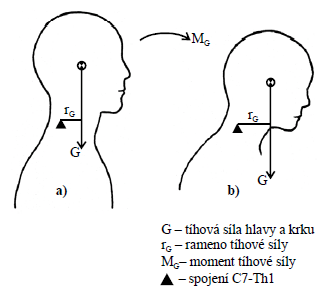 M_G
r_G
G
a)
r_G
G
b)
G – tíhová síla hlavy a krku
r_G – rameno tíhové síly
M_G – moment tíhové síly
▲ – spojení C7-Th1